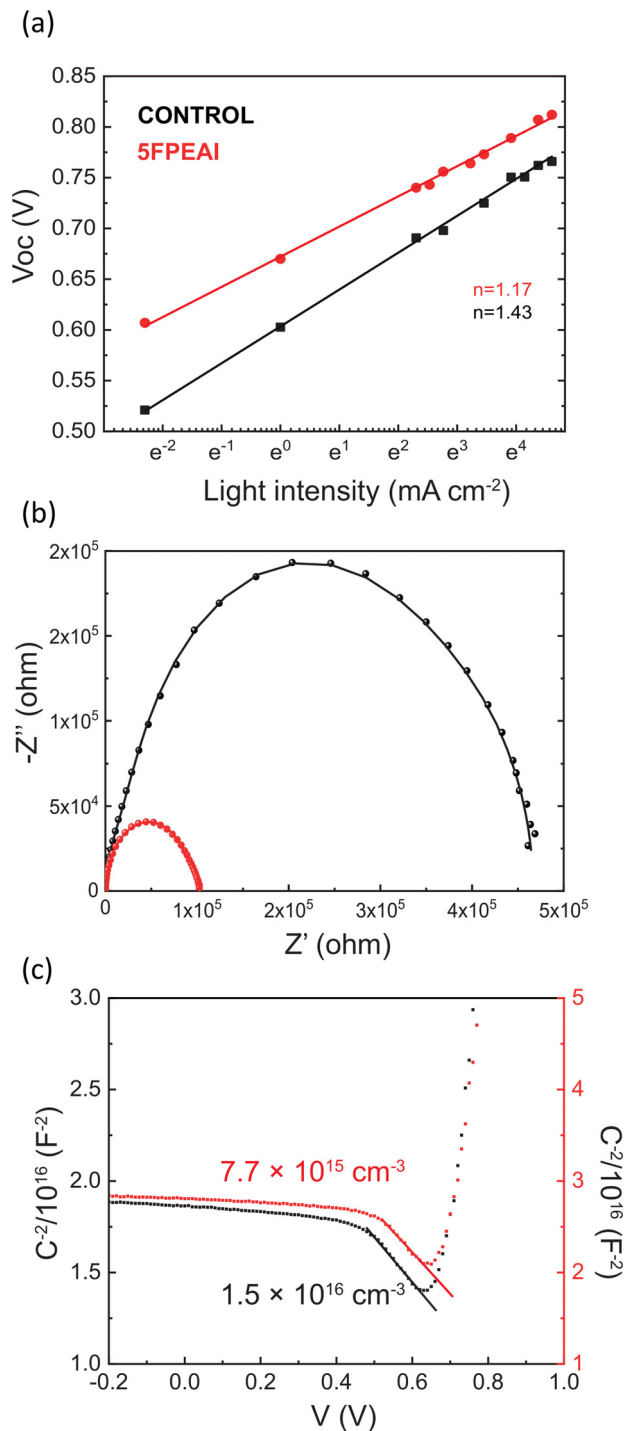 (a)
0.85
0.80
0.75
0.70
0.65
0.60
0.55
0.50
Voc (V)
CONTROL
5FPEAI
n=1.17
n=1.43
e⁻² e⁻¹ e⁰ e¹ e² e³ e⁴
Light intensity (mA cm⁻²)
(b)
2x10⁵
2x10⁵
1x10⁵
5x10⁴
0
-Z'' (ohm)
0 1x10⁵ 2x10⁵ 3x10⁵ 4x10⁵ 5x10⁵
Z' (ohm)
(c)
3.0
2.5
2.0
1.5
1.0
C⁻²/10¹⁶ (F⁻²)
7.7 × 10¹⁵ cm⁻³
1.5 × 10¹⁶ cm⁻³
5
4
3
2
1
C⁻²/10¹⁶ (F⁻²)
-0.2 0.0 0.2 0.4 0.6 0.8 1.0
V (V)